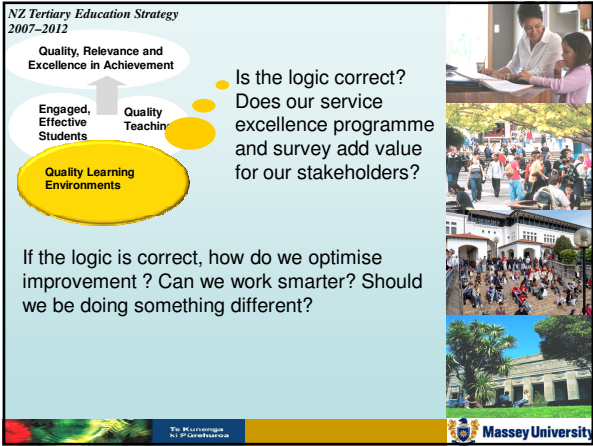 NZ Tertiary Education Strategy
2007–2012
Quality, Relevance and
Excellence in Achievement
Engaged,
Effective
Students
Quality
Teaching
Quality Learning
Environments
Is the logic correct?
Does our service
excellence programme
and survey add value
for our stakeholders?
If the logic is correct, how do we optimise
improvement ? Can we work smarter? Should
we be doing something different?
Te Kunenga
ki Pūrehuroa
Massey University